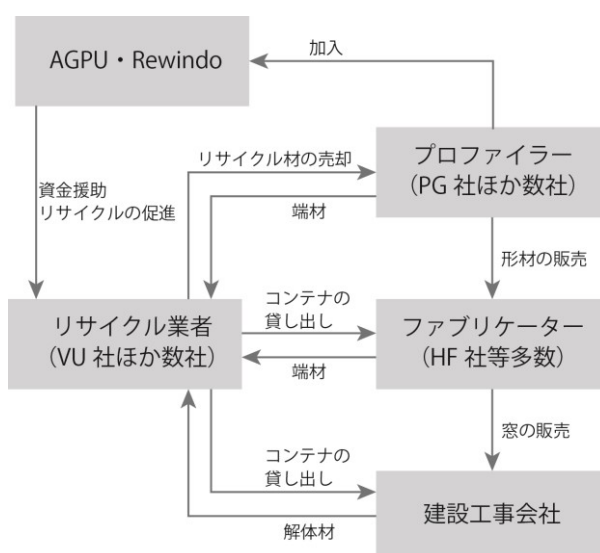 AGPU・Rewindo
加入
リサイクル材の売却
プロファイラー
（PG 社ほか数社）
資金援助
リサイクルの促進
端材
形材の販売
コンテナの
貸し出し
リサイクル業者
（VU 社ほか数社）
ファブリケーター
（HF 社等多数）
端材
窓の販売
コンテナの
貸し出し
建設工事会社
解体材